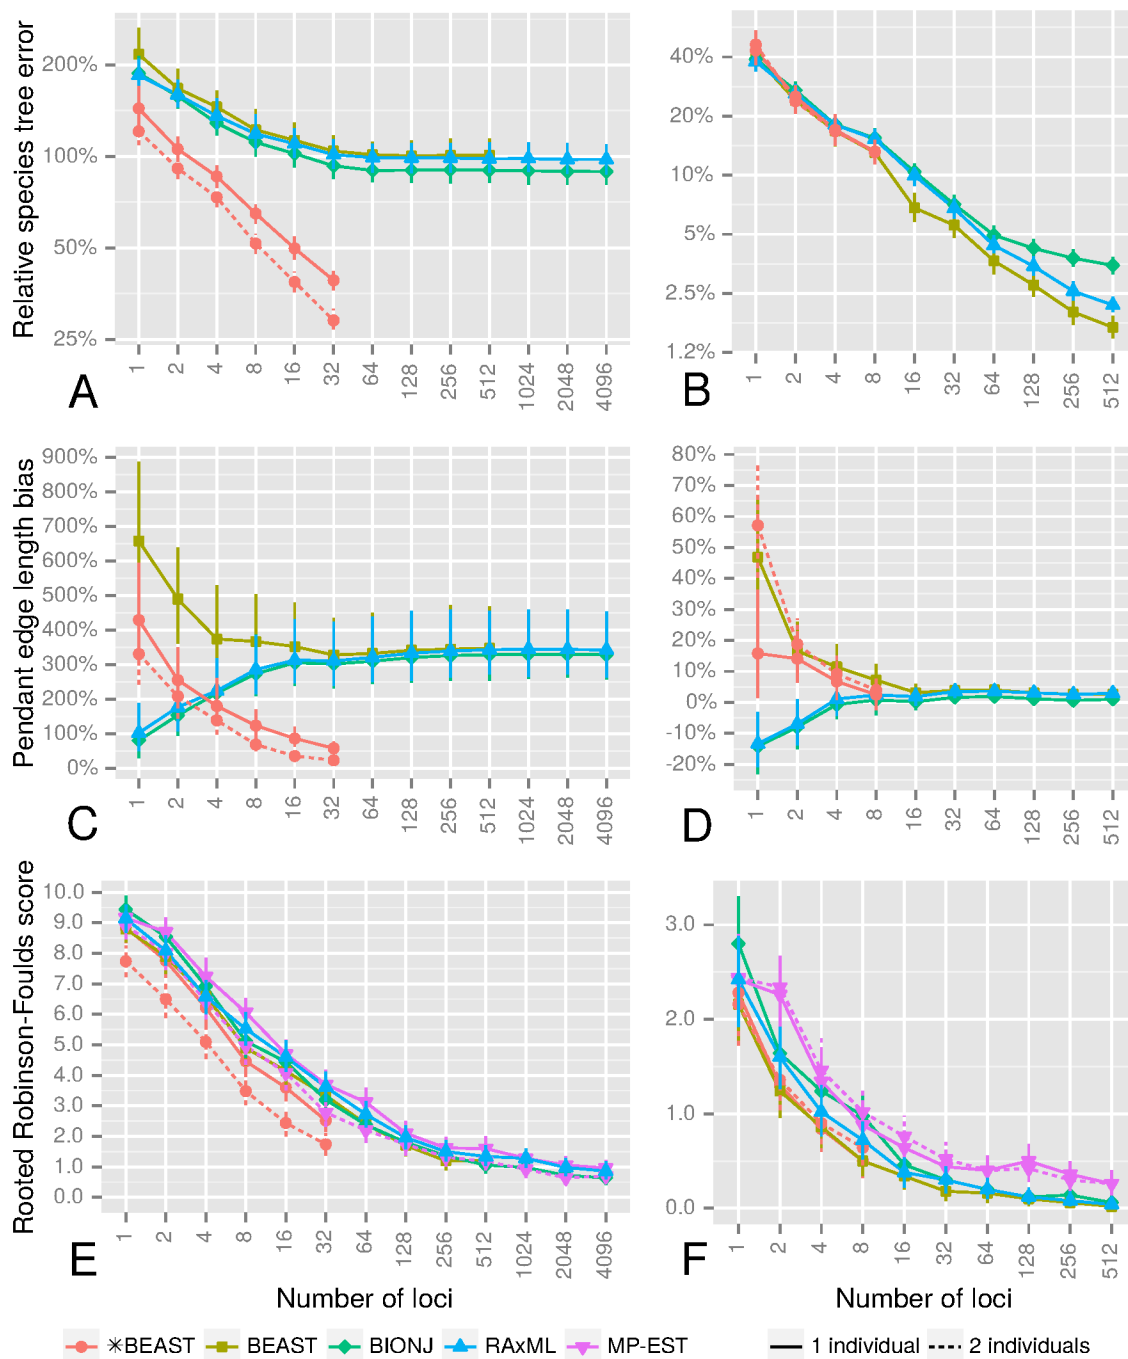 Relative species tree error
200%
100%
50%
25%
1 2 4 8 16 32 64 128 256 512 1024 2048 4096
A
40%
20%
10%
5%
2.5%
1.2%
1 2 4 8 16 32 64 128 256 512
B
Pendant edge length bias
900%
800%
700%
600%
500%
400%
300%
200%
100%
0%
1 2 4 8 16 32 64 128 256 512 1024 2048 4096
C
80%
70%
60%
50%
40%
30%
20%
10%
0%
-10%
-20%
1 2 4 8 16 32 64 128 256 512
D
Rooted Robinson-Foulds score
10.0
9.0
8.0
7.0
6.0
5.0
4.0
3.0
2.0
1.0
0.0
1 2 4 8 16 32 64 128 256 512 1024 2048 4096
E
Number of loci
3.0
2.0
1.0
0.0
1 2 4 8 16 32 64 128 256 512
F
Number of loci
✳BEAST BEAST BIONJ RAxML MP-EST 1 individual 2 individuals